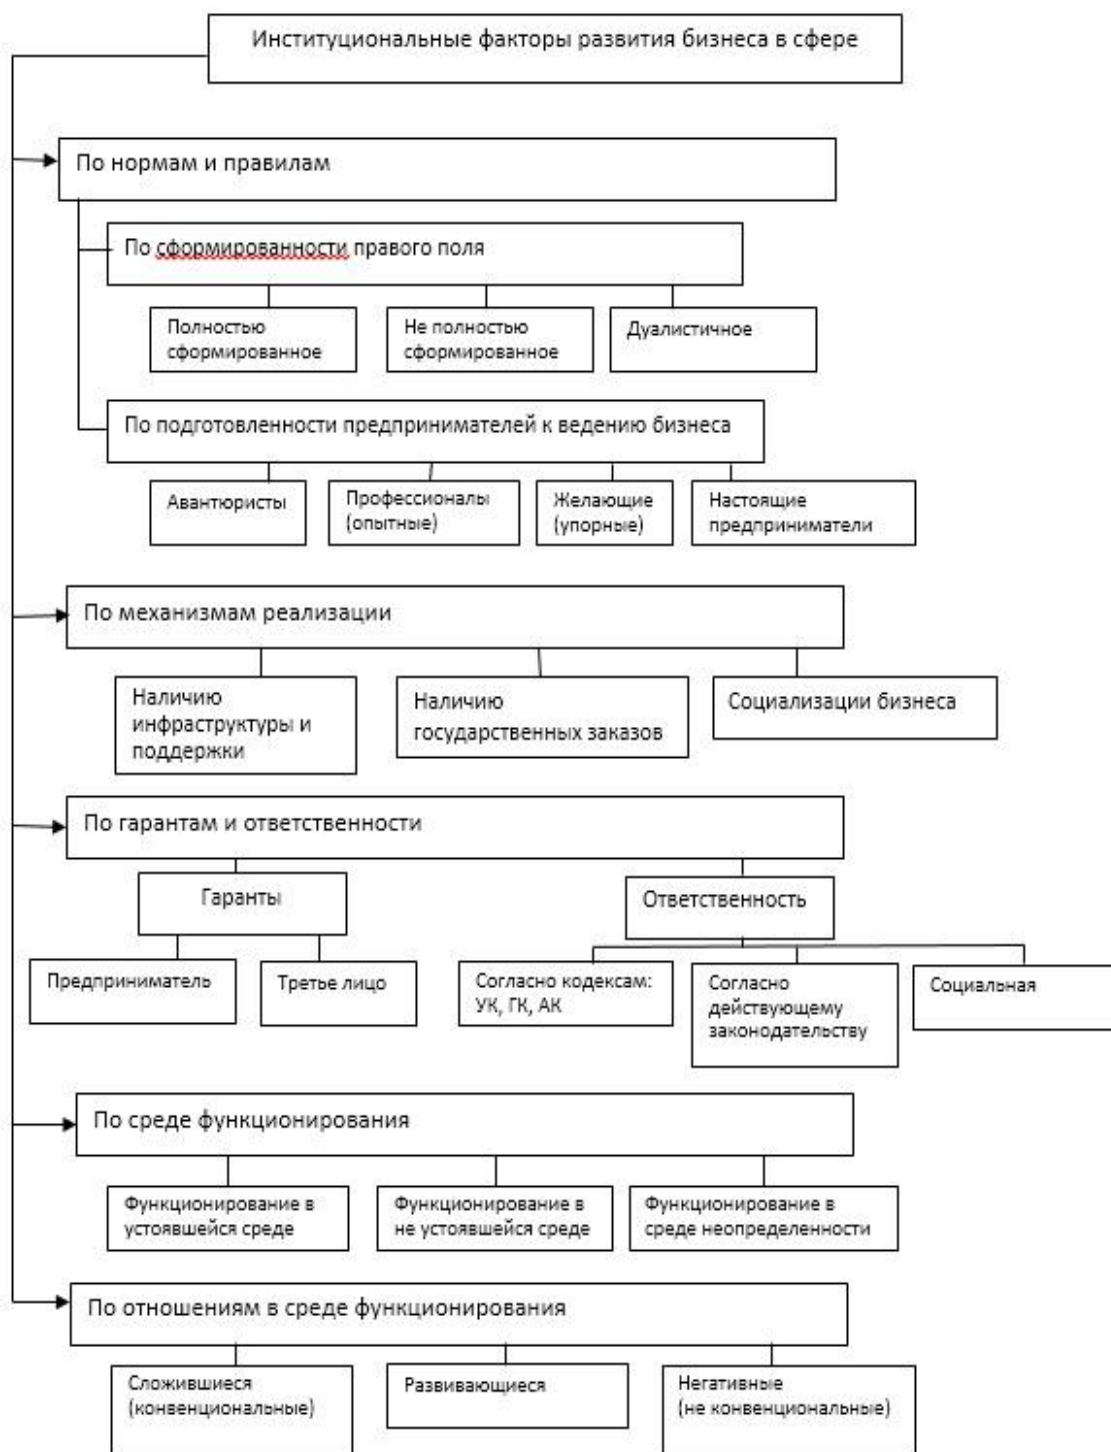 Институциональные факторы развития бизнеса в сфере
По нормам и правилам
По сформированности правого поля
Полностью
сформированное
Не полностью
сформированное
Дуалистичное
По подготовленности предпринимателей к ведению бизнеса
Авантюристы
Профессионалы
(опытные)
Желающие
(упорные)
Настоящие
предприниматели
По механизмам реализации
Наличию
инфраструктуры и
поддержки
Наличию
государственных заказов
Социализации бизнеса
По гарантам и ответственности
Гаранты
Ответственность
Предприниматель
Третье лицо
Согласно кодексам:
УК, ГК, АК
Согласно
действующему
законодательству
Социальная
По среде функционирования
Функционирование в
устоявшейся среде
Функционирование в
не устоявшейся среде
Функционирование в
среде неопределенности
По отношениям в среде функционирования
Сложившиеся
(конвенциональные)
Развивающиеся
Негативные
(не конвенциональные)